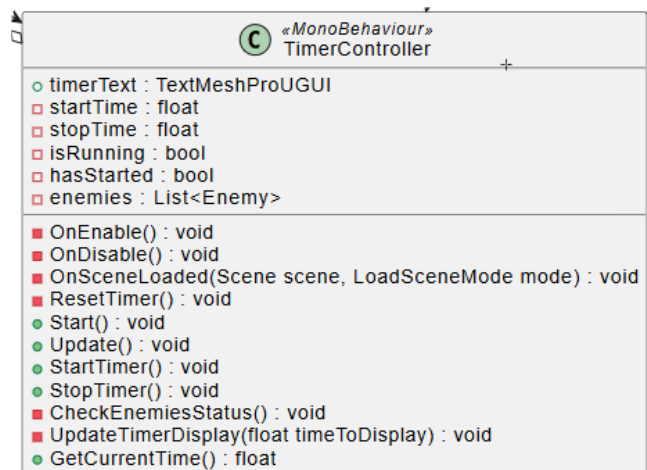 C «MonoBehaviour»
TimerController
timerText : TextMeshProUGUI
startTime : float
stopTime : float
isRunning : bool
hasStarted : bool
enemies : List<Enemy>
OnEnable() : void
OnDisable() : void
OnSceneLoaded(Scene scene, LoadSceneMode mode) : void
ResetTimer() : void
Start() : void
Update() : void
StartTimer() : void
StopTimer() : void
CheckEnemiesStatus() : void
UpdateTimerDisplay(float timeToDisplay) : void
GetCurrentTime() : float